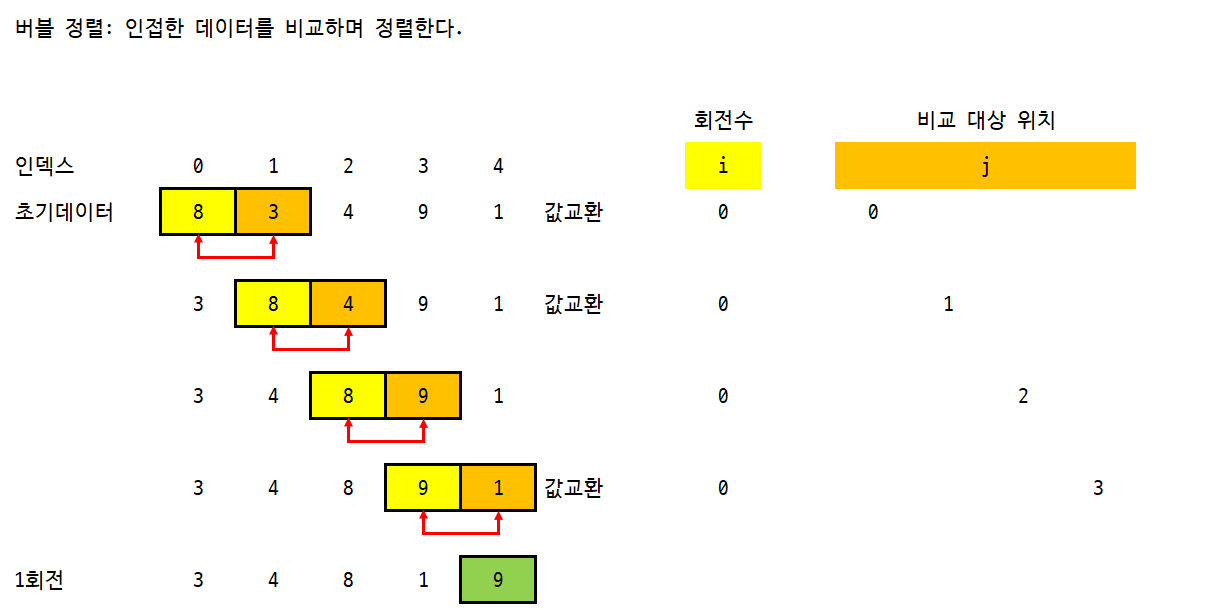 버블 정렬: 인접한 데이터를 비교하며 정렬한다.
회전수 비교 대상 위치
인덱스 0 1 2 3 4 i j
초기데이터 8 3 4 9 1 값교환 0 0
3 8 4 9 1 값교환 0 1
3 4 8 9 1 0 2
3 4 8 9 1 값교환 0 3
1회전 3 4 8 1 9